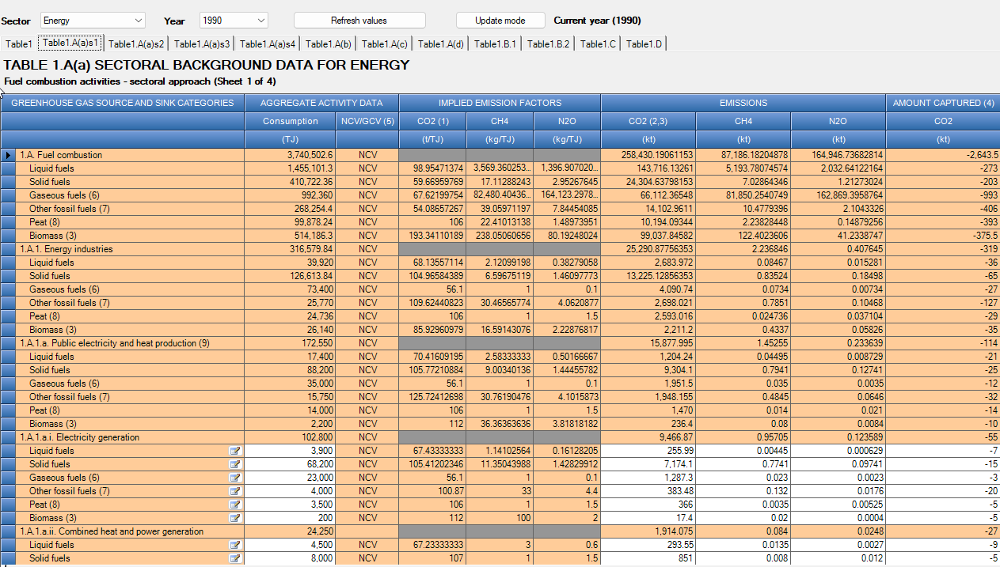 Sector Energy Year 1990 Refresh values Update mode Current year (1990)
Table1 Table1.A(a)s1 Table1.A(a)s2 Table1.A(a)s3 Table1.A(a)s4 Table1.A(b) Table1.A(c) Table1.A(d) Table1.B.1 Table1.B.2 Table1.C Table1.D
TABLE 1.A(a) SECTORAL BACKGROUND DATA FOR ENERGY
Fuel combustion activities - sectoral approach (Sheet 1 of 4)
GREENHOUSE GAS SOURCE AND SINK CATEGORIES AGGREGATE ACTIVITY DATA IMPLIED EMISSION FACTORS EMISSIONS AMOUNT CAPTURED (4)
Consumption NCV/GCV (5) CO2 (1) CH4 N2O CO2 (2,3) CH4 N2O CO2
(TJ) (t/TJ) (kg/TJ) (kg/TJ) (kt) (kt) (kt) (kt)
1.A. Fuel combustion 3,740,502.6 NCV 258,430.19061153 87,186.18204878 164,946.73682814 -2,643.5
Liquid fuels 1,455,101.3 NCV 98.95471374 3,569.360253... 1,396.907020... 143,716.13261 5,193.78074574 2,032.64122164 -273
Solid fuels 410,722.36 NCV 59.66959769 17.11288243 2.95267645 24,304.63798153 7.02864346 1.21273024 -203
Gaseous fuels (6) 992,360 NCV 67.62199754 82,480.40436... 164,123.2978... 66,112.36548 81,850.2540749 162,869.3958764 -993
Other fossil fuels (7) 268,254.4 NCV 54.08657267 39.05971197 7.84454085 14,102.9611 10.4779396 2.1043326 -406
Peat (8) 99,878.24 NCV 106 22.41013138 1.48973951 10,194.09344 2.23828448 0.14879256 -393
Biomass (3) 514,186.3 NCV 193.34110189 238.05060656 80.19248024 99,037.84582 122.4023606 41.2338747 -375.5
1.A.1. Energy industries 316,579.84 NCV 25,290.87756353 2.236846 0.407645 -319
Liquid fuels 39,920 NCV 68.13557114 2.12099198 0.38279058 2,683.972 0.08467 0.015281 -36
Solid fuels 126,613.84 NCV 104.96584389 6.59675119 1.46097773 13,225.12856353 0.83524 0.18498 -65
Gaseous fuels (6) 73,400 NCV 56.1 1 0.1 4,090.74 0.0734 0.00734 -27
Other fossil fuels (7) 25,770 NCV 109.62440823 30.46565774 4.0620877 2,698.021 0.7851 0.10468 -127
Peat (8) 24,736 NCV 106 1 1.5 2,593.016 0.024736 0.037104 -29
Biomass (3) 26,140 NCV 85.92960979 16.59143076 2.22876817 2,211.2 0.4337 0.05826 -35
1.A.1.a. Public electricity and heat production (9) 172,550 NCV 15,877.995 1.45255 0.233639 -114
Liquid fuels 17,400 NCV 70.41609195 2.58333333 0.50166667 1,204.24 0.04495 0.008729 -21
Solid fuels 88,200 NCV 105.77210884 9.00340136 1.44455782 9,304.1 0.7941 0.12741 -25
Gaseous fuels (6) 35,000 NCV 56.1 1 0.1 1,951.5 0.035 0.0035 -12
Other fossil fuels (7) 15,750 NCV 125.72412698 30.76190476 4.1015873 1,948.155 0.4845 0.0646 -32
Peat (8) 14,000 NCV 106 1 1.5 1,470 0.014 0.021 -14
Biomass (3) 2,200 NCV 112 36.36363636 3.81818182 236.4 0.08 0.0084 -10
1.A.1.a.i. Electricity generation 102,800 NCV 9,466.87 0.95705 0.123589 -55
Liquid fuels 3,900 NCV 67.43333333 1.14102564 0.16128205 255.99 0.00445 0.000629 -7
Solid fuels 68,200 NCV 105.41202346 11.35043988 1.42829912 7,174.1 0.7741 0.09741 -15
Gaseous fuels (6) 23,000 NCV 56.1 1 0.1 1,287.3 0.023 0.0023 -3
Other fossil fuels (7) 4,000 NCV 100.87 33 4.4 383.48 0.132 0.0176 -20
Peat (8) 3,500 NCV 106 1 1.5 366 0.0035 0.00525 -5
Biomass (3) 200 NCV 112 100 2 17.4 0.02 0.0004 -5
1.A.1.a.ii. Combined heat and power generation 24,250 1,914.075 0.084 0.0248 -27
Liquid fuels 4,500 NCV 67.23333333 3 0.6 293.55 0.0135 0.0027 -9
Solid fuels 8,000 NCV 107 1 1.5 851 0.008 0.012 -5